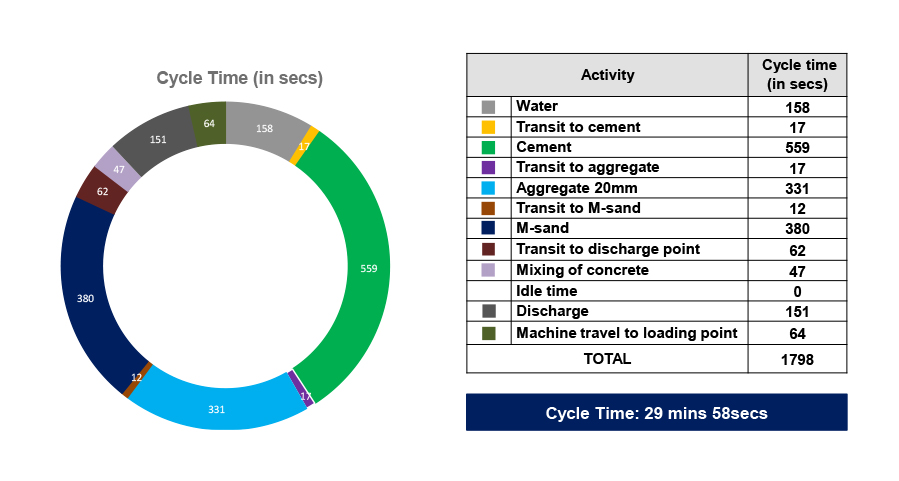 Cycle Time (in secs)
158
17
559
17
331
12
380
62
47
151
64
Activity
Cycle time
(in secs)
Water 158
Transit to cement 17
Cement 559
Transit to aggregate 17
Aggregate 20mm 331
Transit to M-sand 12
M-sand 380
Transit to discharge point 62
Mixing of concrete 47
Idle time 0
Discharge 151
Machine travel to loading point 64
TOTAL 1798
Cycle Time: 29 mins 58secs